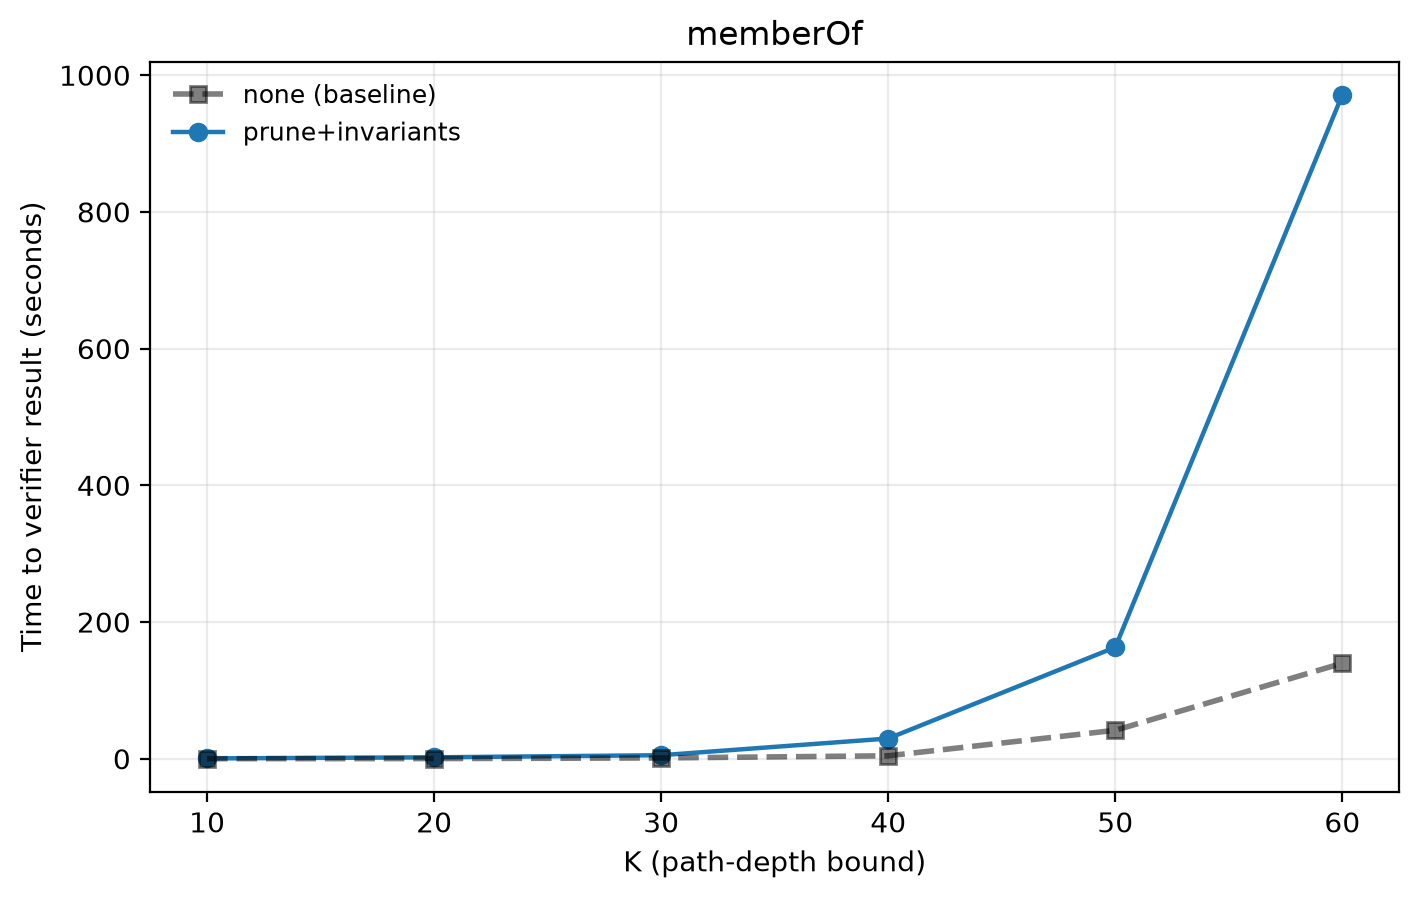 memberOf
none (baseline)
prune+invariants
Time to verifier result (seconds)
1000
800
600
400
200
0
10 20 30 40 50 60
K (path-depth bound)